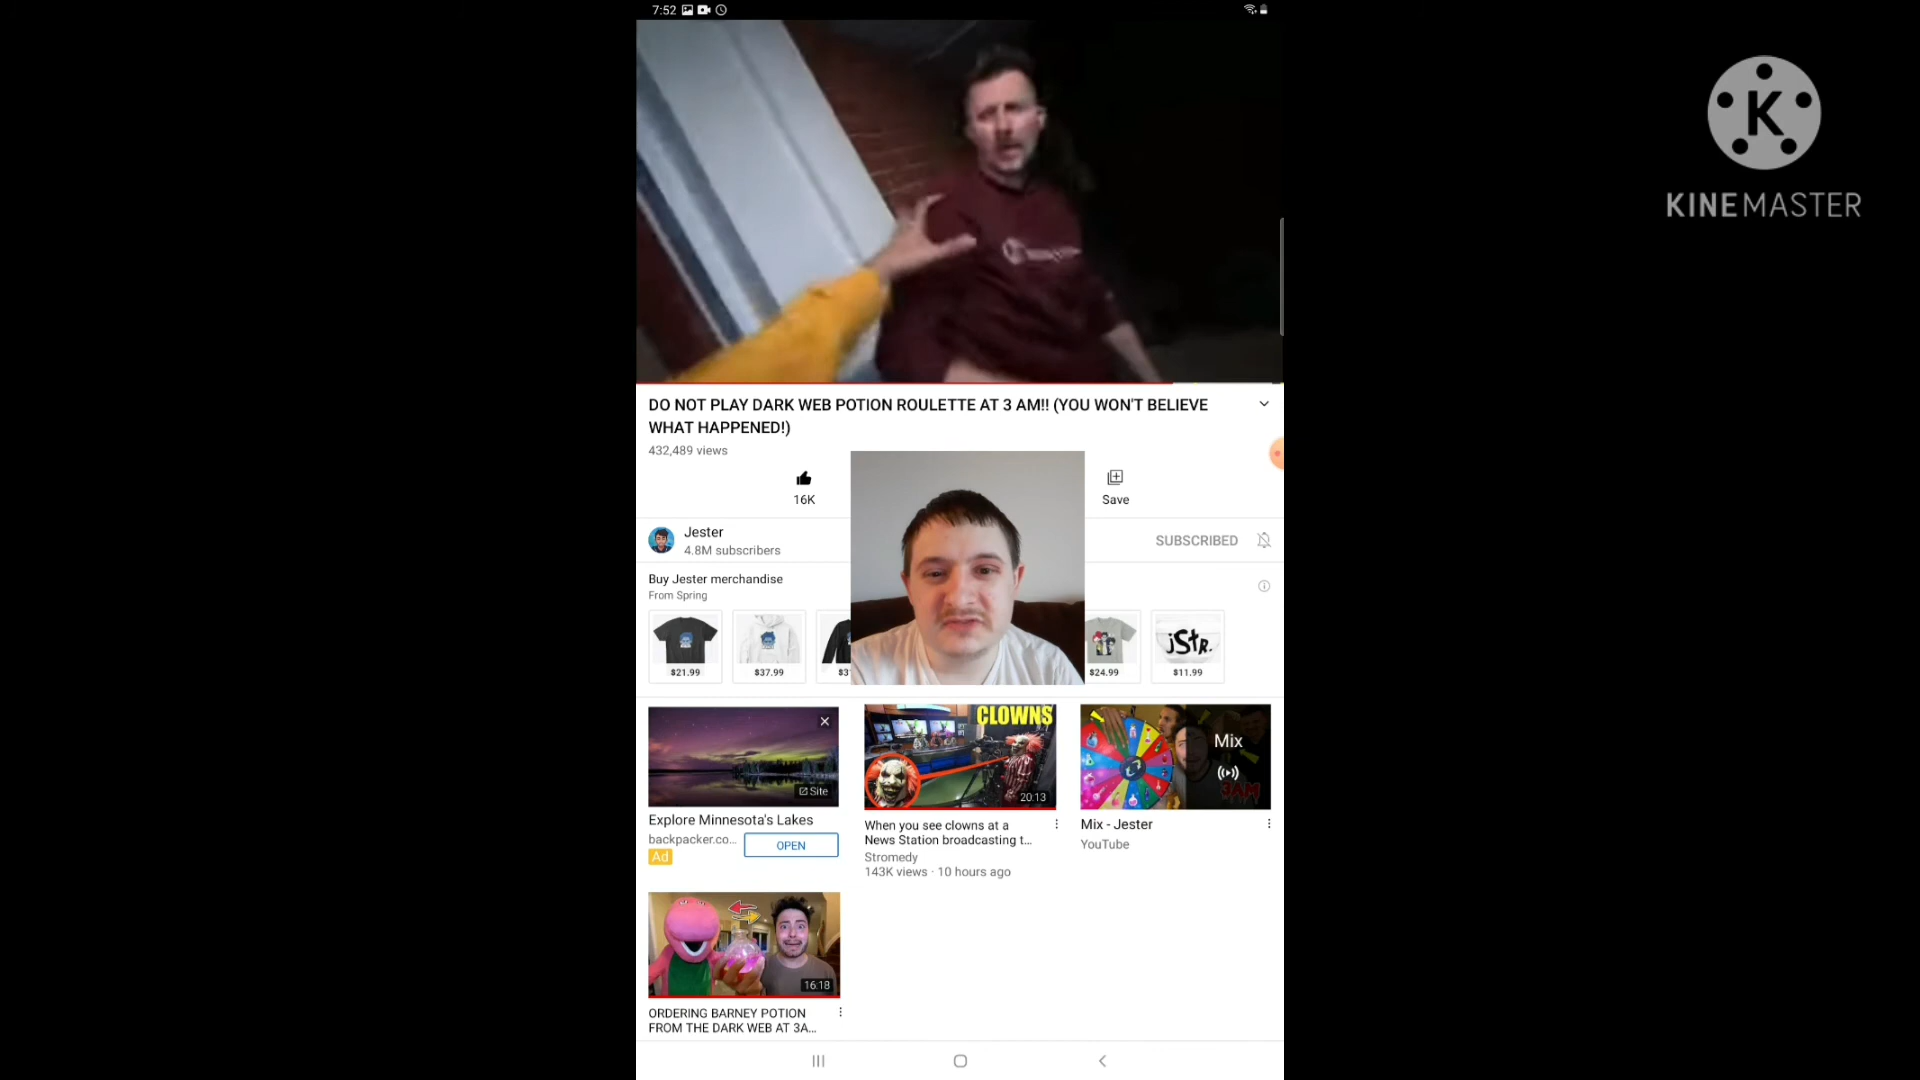 7:52
KINEMASTER
DO NOT PLAY DARK WEB POTION ROULETTE AT 3 AM!! (YOU WON'T BELIEVE
WHAT HAPPENED!)
432,489 views
16K
Save
Jester
4.8M subscribers
SUBSCRIBED
Buy Jester merchandise
From Spring
$21.99
$37.99
$3
$24.99
jStr.
$11.99
Site
Explore Minnesota's Lakes
backpacker.co...
Ad
OPEN
CLOWNS
20:13
When you see clowns at a
News Station broadcasting t...
Stromedy
143K views · 10 hours ago
Mix
3AM
Mix - Jester
YouTube
16:18
ORDERING BARNEY POTION
FROM THE DARK WEB AT 3A...